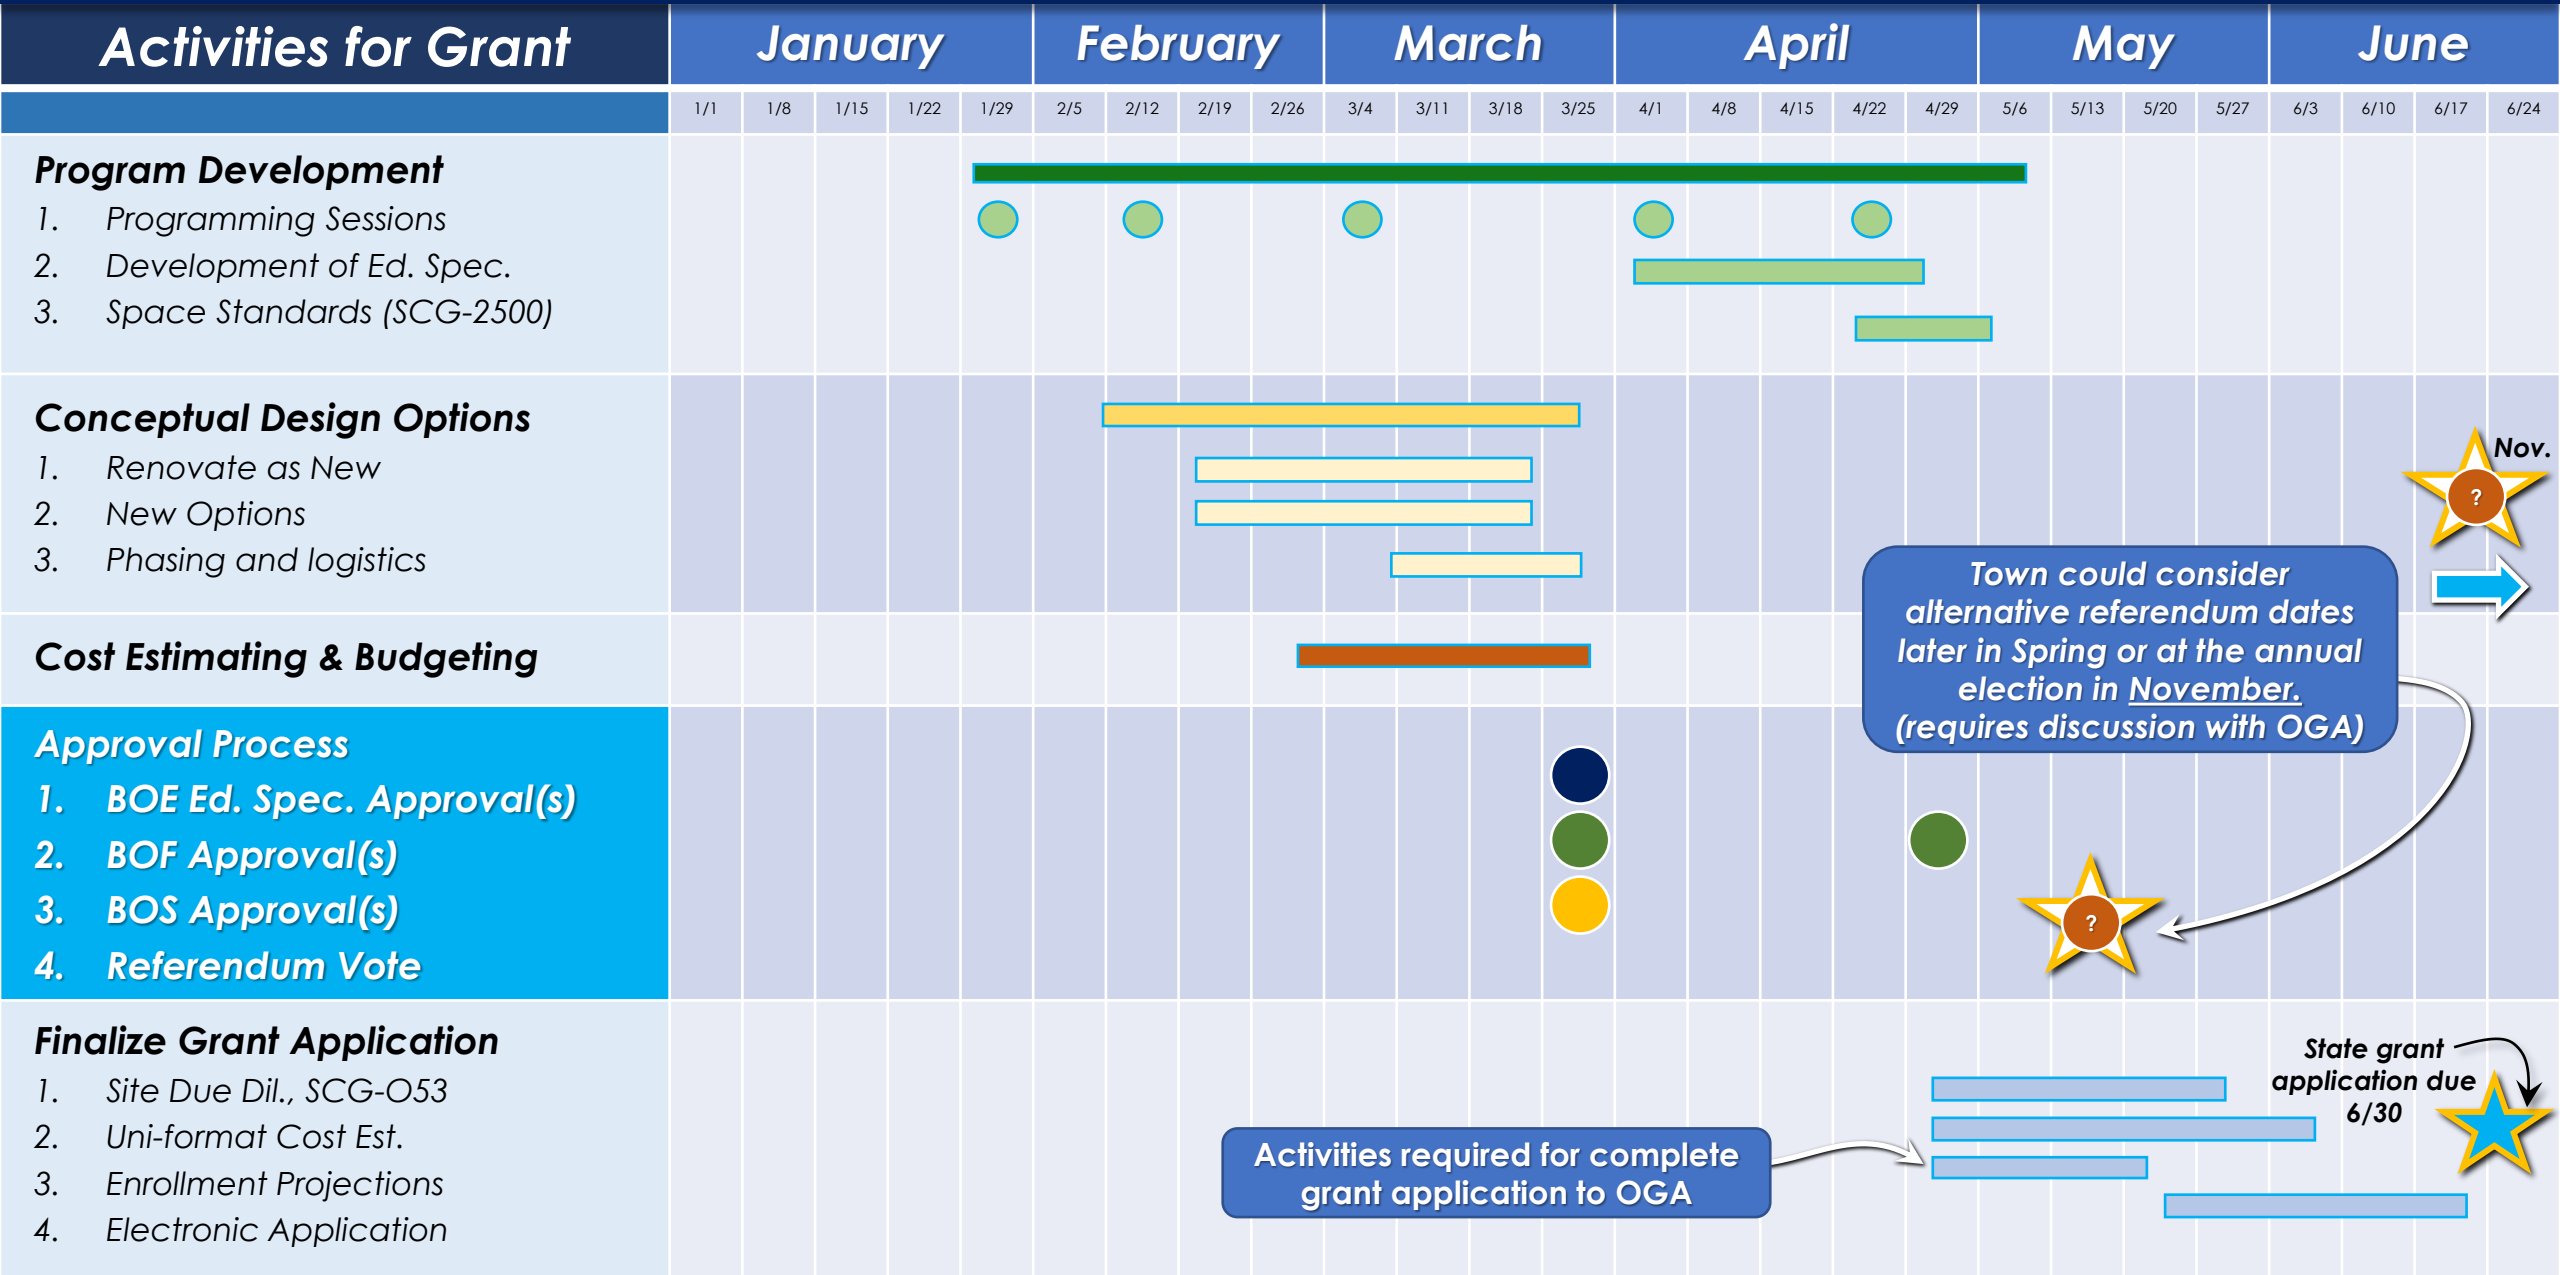 Activities for Grant
January February March April May June
1/1 1/8 1/15 1/22 1/29 2/5 2/12 2/19 2/26 3/4 3/11 3/18 3/25 4/1 4/8 4/15 4/22 4/29 5/6 5/13 5/20 5/27 6/3 6/10 6/17 6/24
Program Development
1. Programming Sessions
2. Development of Ed. Spec.
3. Space Standards (SCG-2500)
Conceptual Design Options
1. Renovate as New
2. New Options
3. Phasing and logistics
Nov.
?
Town could consider
alternative referendum dates
later in Spring or at the annual
election in November.
(requires discussion with OGA)
Cost Estimating & Budgeting
Approval Process
1. BOE Ed. Spec. Approval(s)
2. BOF Approval(s)
3. BOS Approval(s)
4. Referendum Vote
?
Finalize Grant Application
1. Site Due Dil., SCG-O53
2. Uni-format Cost Est.
3. Enrollment Projections
4. Electronic Application
Activities required for complete
grant application to OGA
State grant
application due
6/30